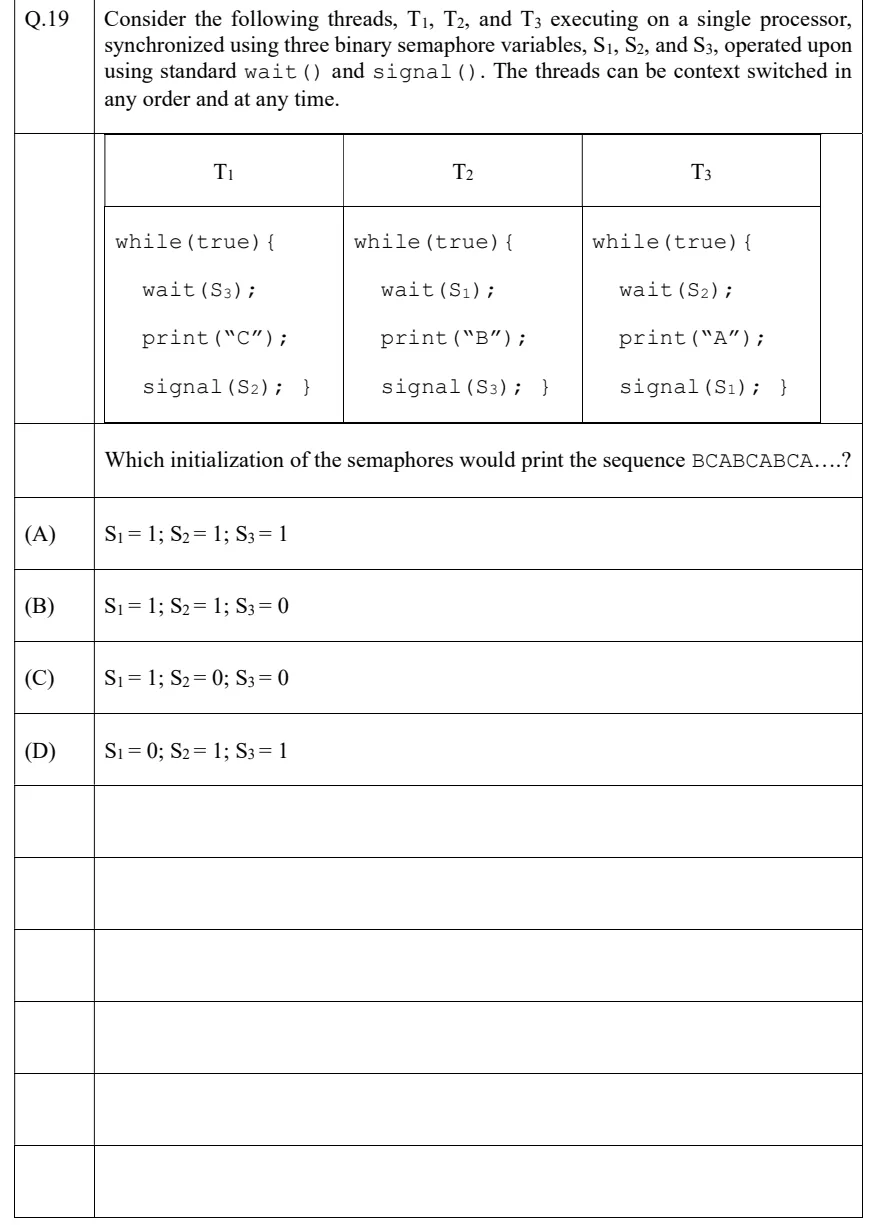 Q.19 Consider the following threads, T₁, T₂, and T₃ executing on a single processor,
synchronized using three binary semaphore variables, S₁, S₂, and S₃, operated upon
using standard wait() and signal(). The threads can be context switched in
any order and at any time.
T₁ T₂ T₃
while(true){ while(true){ while(true){
wait(S₃); wait(S₁); wait(S₂);
print(“C”); print(“B”); print(“A”);
signal(S₂); } signal(S₃); } signal(S₁); }
Which initialization of the semaphores would print the sequence BCABCABCA....?
(A) S₁ = 1; S₂ = 1; S₃ = 1
(B) S₁ = 1; S₂ = 1; S₃ = 0
(C) S₁ = 1; S₂ = 0; S₃ = 0
(D) S₁ = 0; S₂ = 1; S₃ = 1